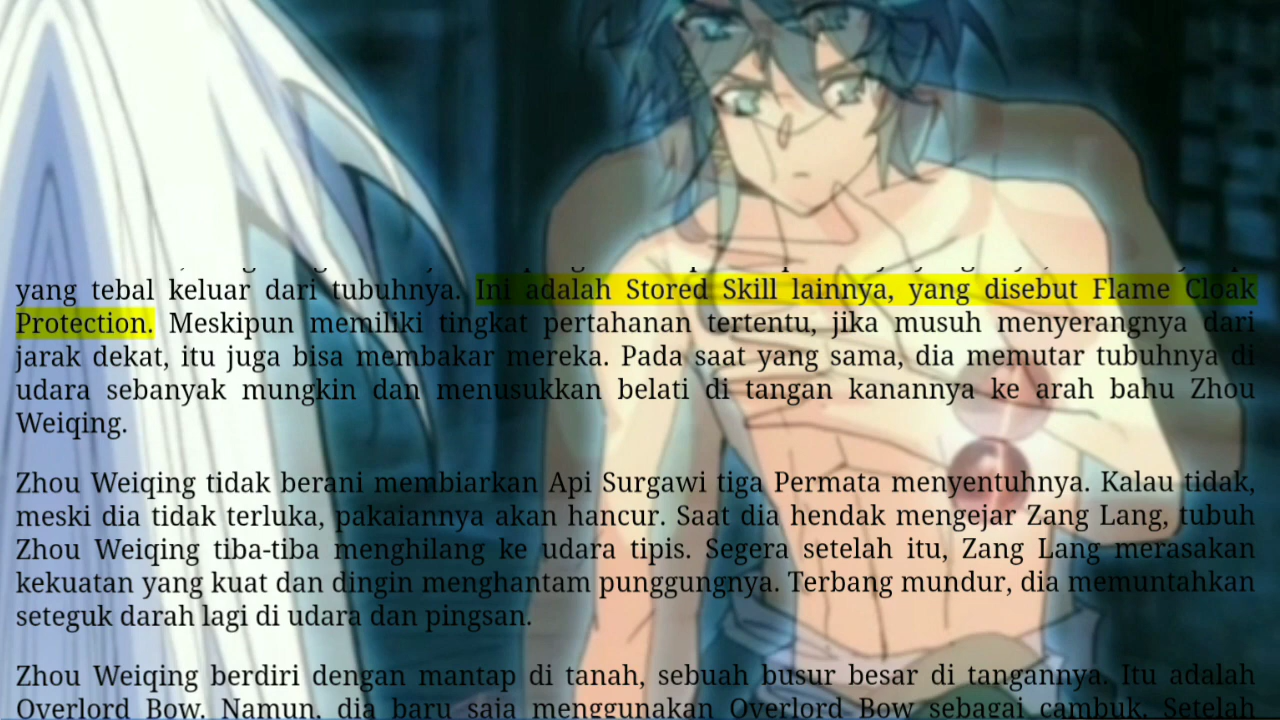 yang tebal keluar dari tubuhnya. Ini adalah Stored Skill lainnya, yang disebut Flame Cloak
Protection. Meskipun memiliki tingkat pertahanan tertentu, jika musuh menyerangnya dari
jarak dekat, itu juga bisa membakar mereka. Pada saat yang sama, dia memutar tubuhnya di
udara sebanyak mungkin dan menusukkan belati di tangan kanannya ke arah bahu Zhou
Weiqing.
Zhou Weiqing tidak berani membiarkan Api Surgawi tiga Permata menyentuhnya. Kalau tidak,
meski dia tidak terluka, pakaiannya akan hancur. Saat dia hendak mengejar Zang Lang, tubuh
Zhou Weiqing tiba-tiba menghilang ke udara tipis. Segera setelah itu, Zang Lang merasakan
kekuatan yang kuat dan dingin menghantam punggungnya. Terbang mundur, dia memuntahkan
seteguk darah lagi di udara dan pingsan.
Zhou Weiqing berdiri dengan mantap di tanah, sebuah busur besar di tangannya. Itu adalah
Overlord Bow. Namun, dia baru saja menggunakan Overlord Bow sebagai cambuk. Setelah